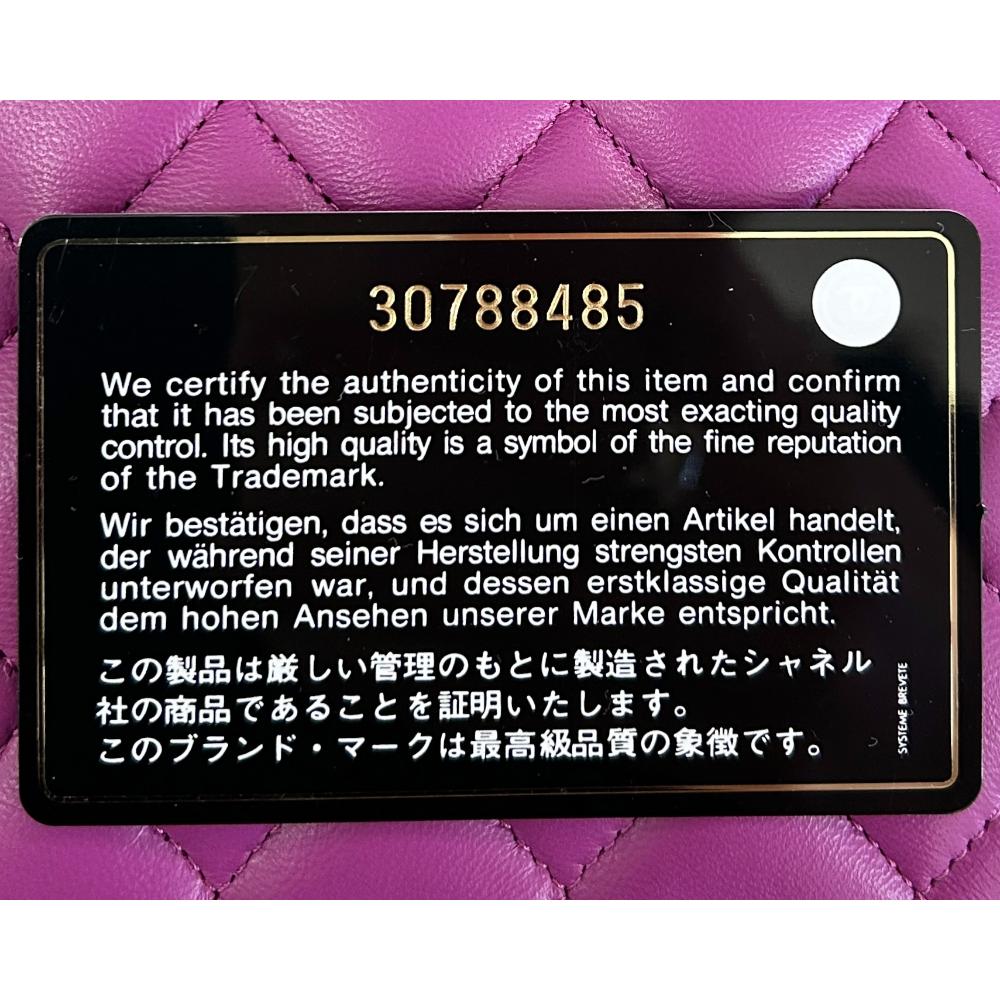 30788485
We certify the authenticity of this item and confirm
that it has been subjected to the most exacting quality
control. Its high quality is a symbol of the fine reputation
of the Trademark.
Wir bestätigen, dass es sich um einen Artikel handelt,
der während seiner Herstellung strengsten Kontrollen
unterworfen war, und dessen erstklassige Qualität
dem hohen Ansehen unserer Marke entspricht.
この製品は厳しい管理のもとに製造されたシャネル
社の商品であることを証明いたします。
このブランド・マークは最高級品質の象徴です。
SYSTEME BREVETE